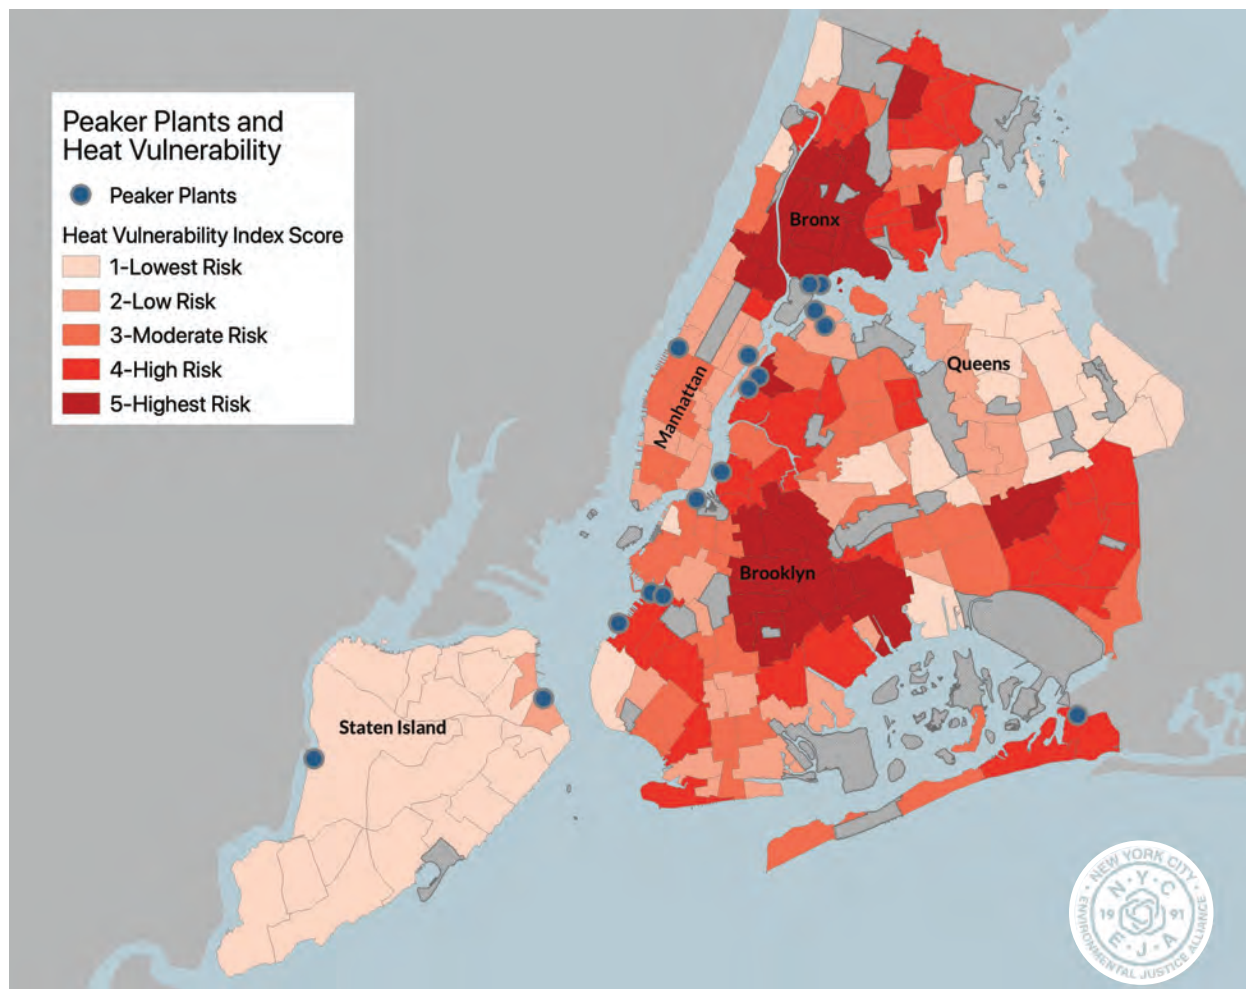 Peaker Plants and
Heat Vulnerability
Peaker Plants
Heat Vulnerability Index Score
1-Lowest Risk
2-Low Risk
3-Moderate Risk
4-High Risk
5-Highest Risk
Bronx
Manhattan
Queens
Brooklyn
Staten Island
NEW YORK CITY
N·Y·C
19 91
E·J·A
ENVIRONMENTAL JUSTICE ALLIANCE